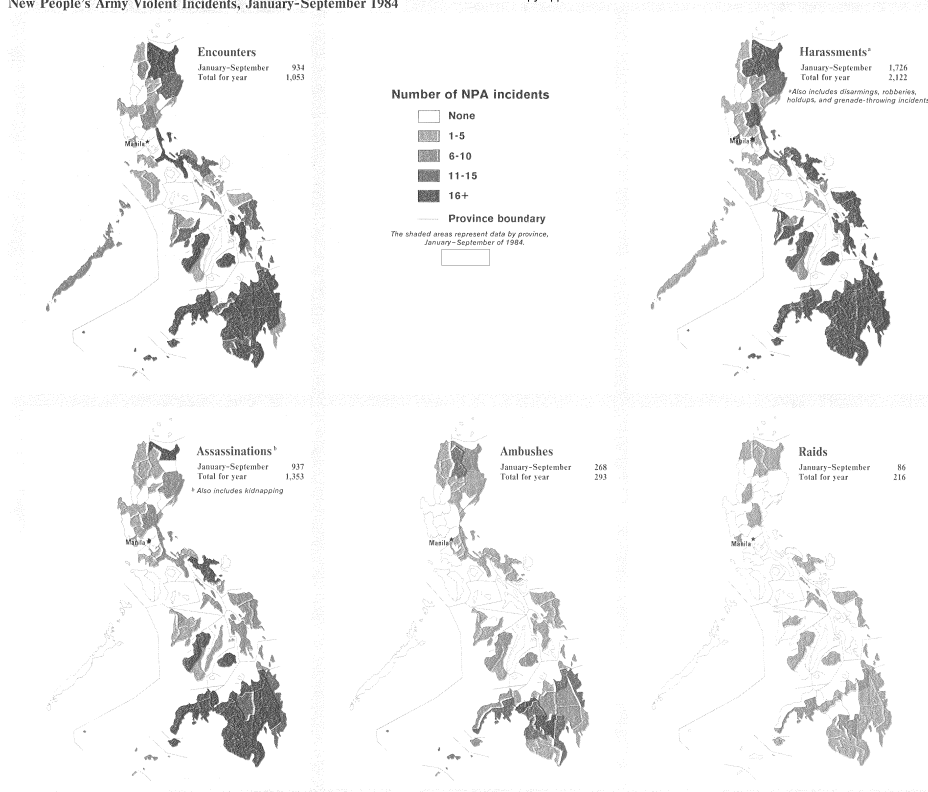 New People's Army Violent Incidents, January-September 1984
Encounters
January-September 934
Total for year 1,053
Manila
Number of NPA incidents
None
1-5
6-10
11-15
16+
Province boundary
The shaded areas represent data by province,
January-September of 1984.
Harassments a
January-September 1,726
Total for year 2,122
a Also includes disarmings, robberies,
holdups, and grenade-throwing incidents
Manila
Assassinations b
January-September 937
Total for year 1,353
b Also includes kidnapping
Manila
Ambushes
January-September 268
Total for year 293
Manila
Raids
January-September 86
Total for year 216
Manila